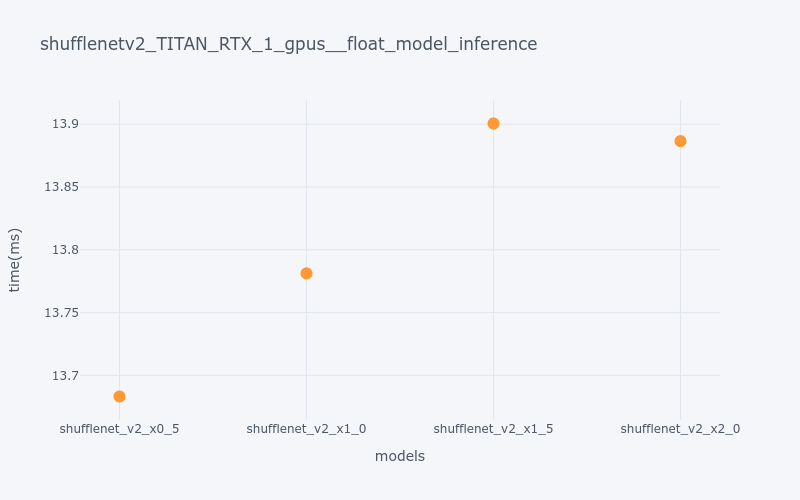 shufflenetv2_TITAN_RTX_1_gpus__float_model_inference
time(ms)
13.9
13.85
13.8
13.75
13.7
shufflenet_v2_x0_5
shufflenet_v2_x1_0
shufflenet_v2_x1_5
shufflenet_v2_x2_0
models